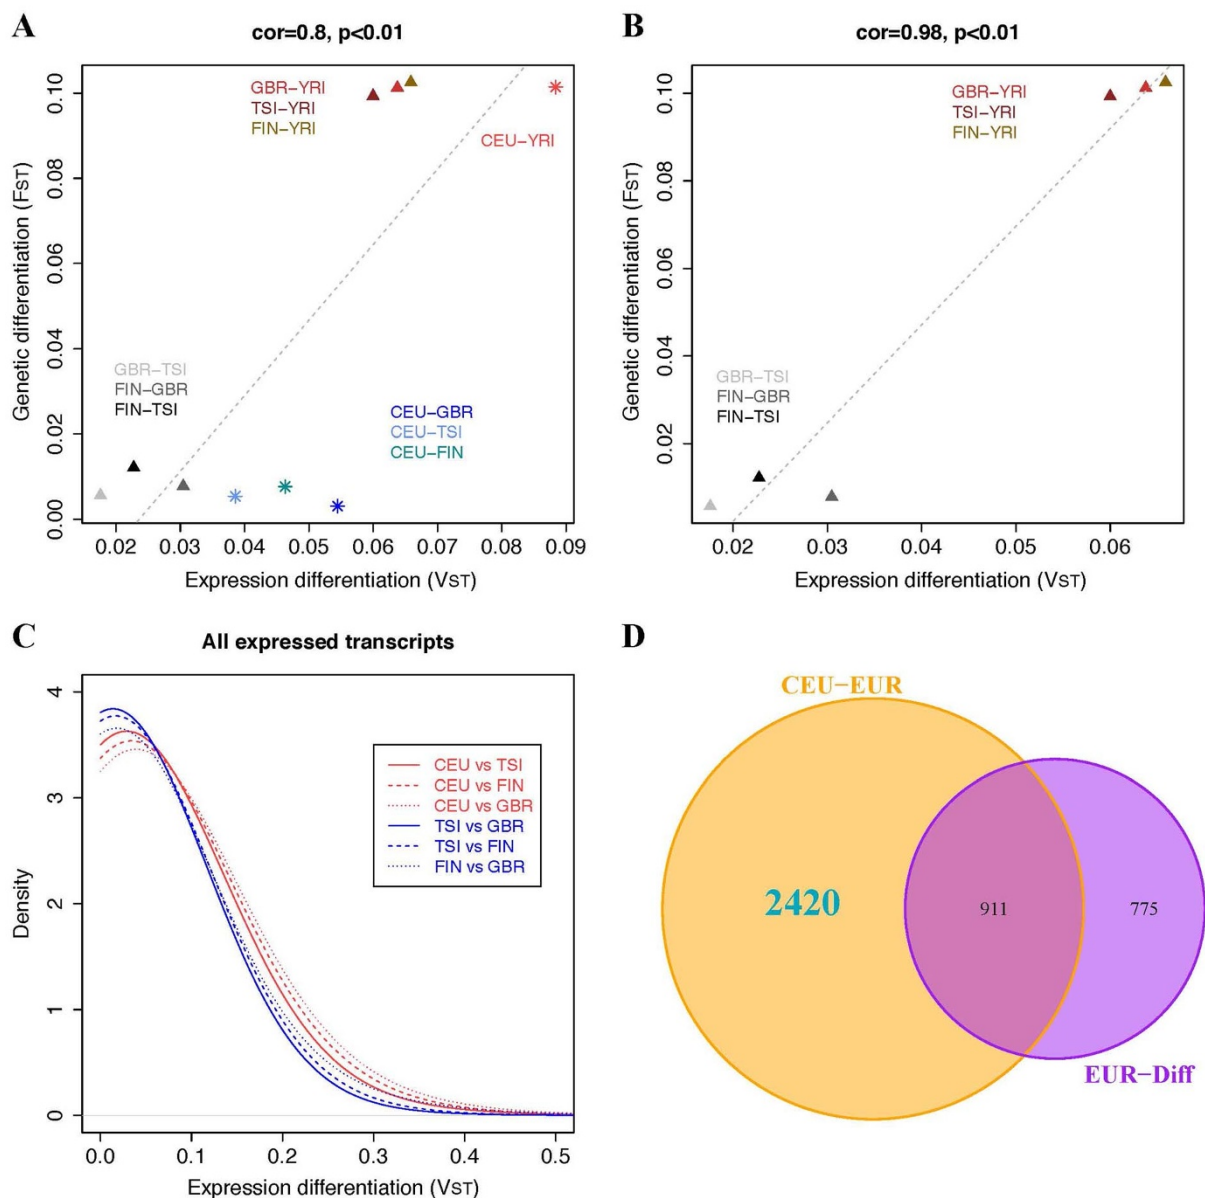 A
cor=0.8, p<0.01
GBR−YRI
TSI−YRI
FIN−YRI
CEU−YRI
GBR−TSI
FIN−GBR
FIN−TSI
CEU−GBR
CEU−TSI
CEU−FIN
Genetic differentiation (FST)
0.00
0.02
0.04
0.06
0.08
0.10
0.02 0.03 0.04 0.05 0.06 0.07 0.08 0.09
Expression differentiation (VST)
B
cor=0.98, p<0.01
GBR−YRI
TSI−YRI
FIN−YRI
GBR−TSI
FIN−GBR
FIN−TSI
Genetic differentiation (FST)
0.02
0.04
0.06
0.08
0.10
0.02 0.03 0.04 0.05 0.06
Expression differentiation (VST)
C
All expressed transcripts
CEU vs TSI
CEU vs FIN
CEU vs GBR
TSI vs GBR
TSI vs FIN
FIN vs GBR
Density
0
1
2
3
4
0.0 0.1 0.2 0.3 0.4 0.5
Expression differentiation (VST)
D
CEU−EUR
2420
911
775
EUR−Diff